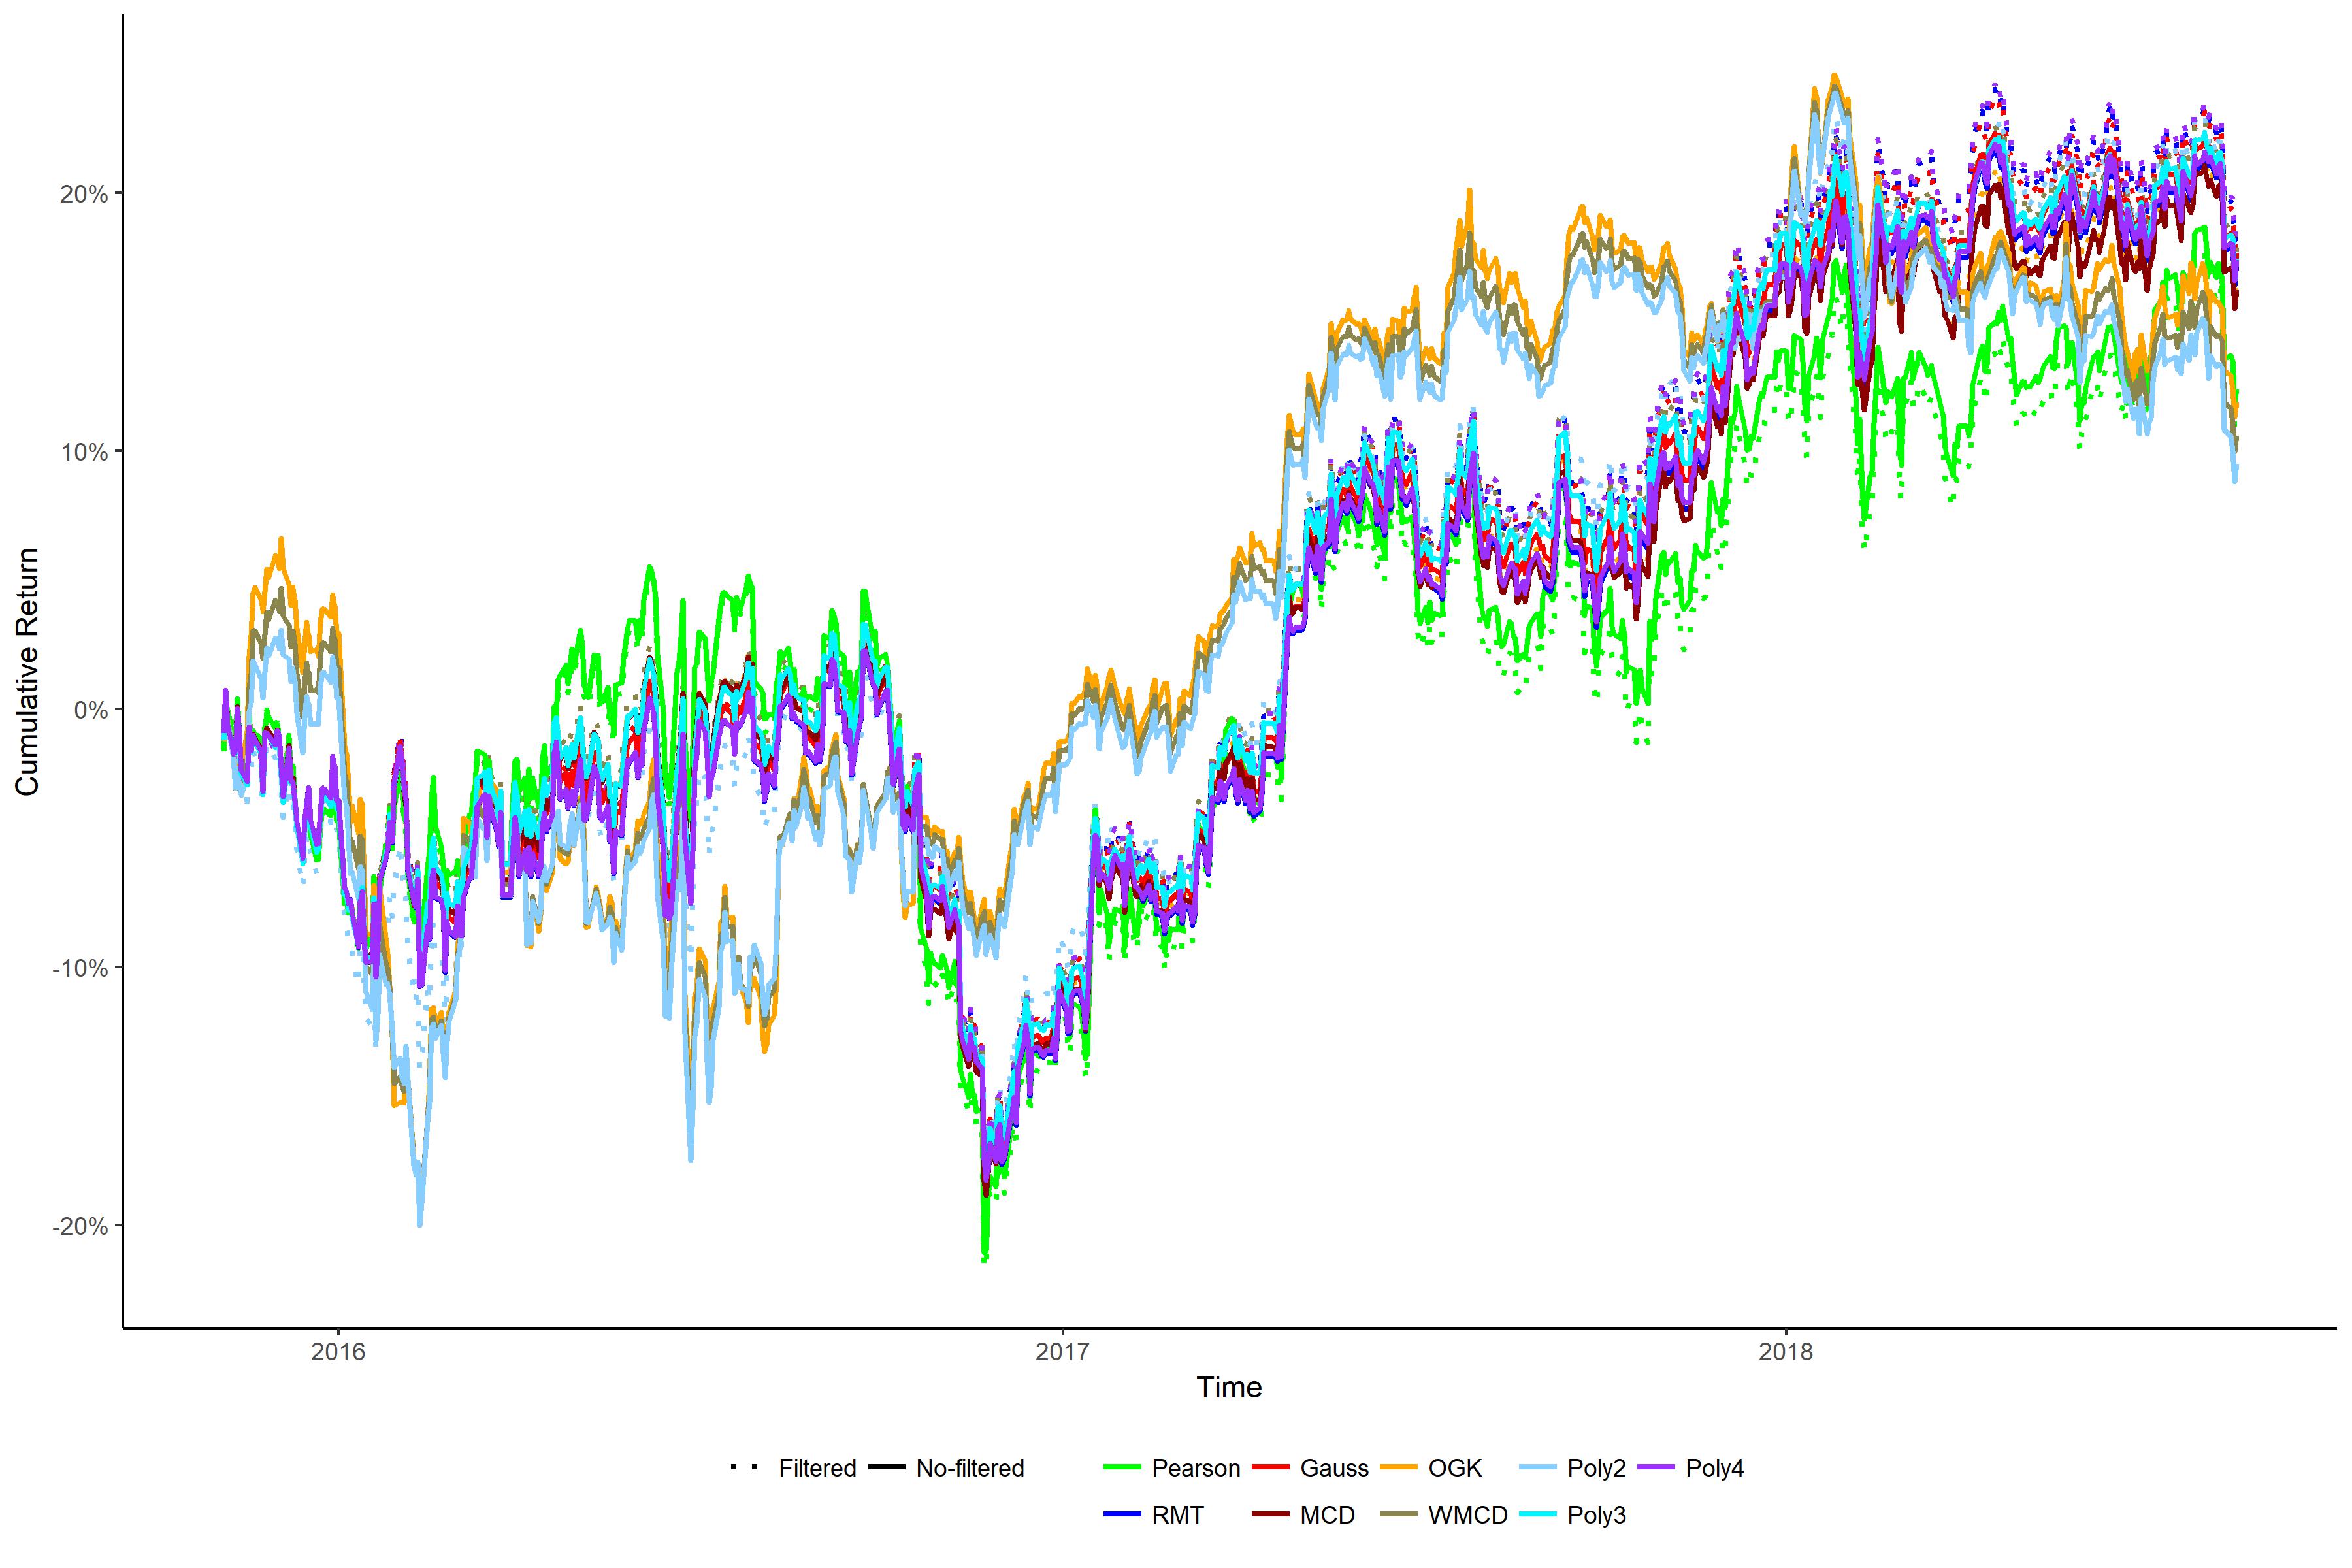 Cumulative Return
20%
10%
0%
-10%
-20%
2016 2017 2018
Time
Filtered No-filtered Pearson Gauss OGK Poly2 Poly4
RMT MCD WMCD Poly3